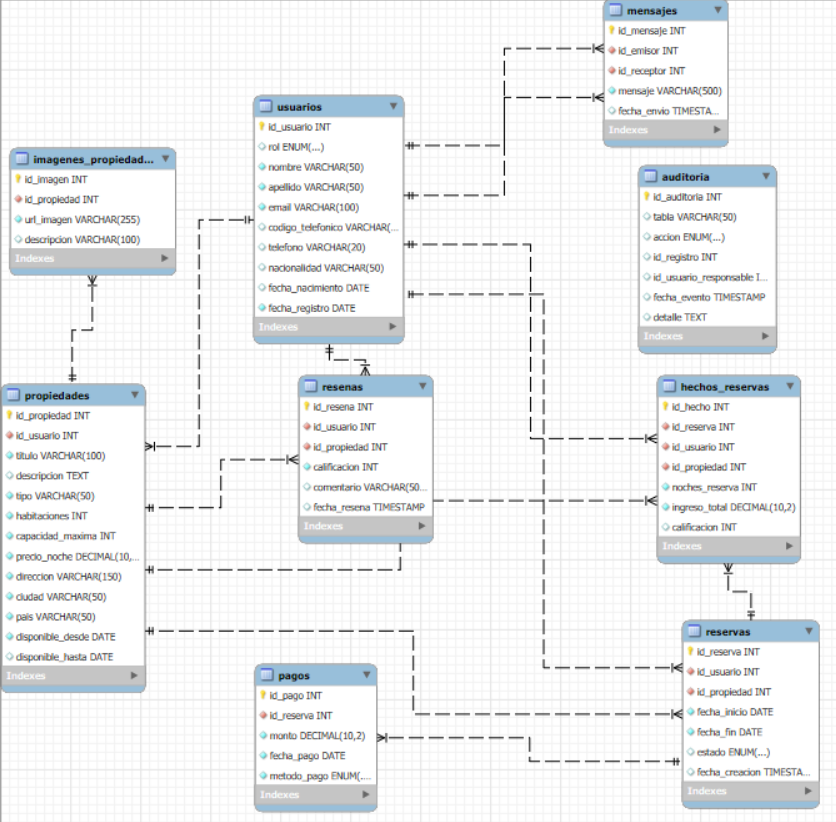 mensajes
id_mensaje INT
id_emisor INT
id_receptor INT
mensaje VARCHAR(500)
fecha_envio TIMESTA...
Indexes
usuarios
id_usuario INT
rol ENUM(...)
nombre VARCHAR(50)
apellido VARCHAR(50)
email VARCHAR(100)
codigo_telefonico VARCHAR(...
telefono VARCHAR(20)
nacionalidad VARCHAR(50)
fecha_nacimiento DATE
fecha_registro DATE
Indexes
imagenes_propiedad...
id_imagen INT
id_propiedad INT
url_imagen VARCHAR(255)
descripcion VARCHAR(100)
Indexes
auditoria
id_auditoria INT
tabla VARCHAR(50)
accion ENUM(...)
id_registro INT
id_usuario_responsable I...
fecha_evento TIMESTAMP
detalle TEXT
Indexes
propiedades
id_propiedad INT
id_usuario INT
titulo VARCHAR(100)
descripcion TEXT
tipo VARCHAR(50)
habitaciones INT
capacidad_maxima INT
precio_noche DECIMAL(10,...
direccion VARCHAR(150)
ciudad VARCHAR(50)
pais VARCHAR(50)
disponible_desde DATE
disponible_hasta DATE
Indexes
resenas
id_resena INT
id_usuario INT
id_propiedad INT
calificacion INT
comentario VARCHAR(50...
fecha_resena TIMESTAMP
Indexes
hechos_reservas
id_hecho INT
id_reserva INT
id_usuario INT
id_propiedad INT
noches_reserva INT
ingreso_total DECIMAL(10,2)
calificacion INT
Indexes
pagos
id_pago INT
id_reserva INT
monto DECIMAL(10,2)
fecha_pago DATE
metodo_pago ENUM(...
Indexes
reservas
id_reserva INT
id_usuario INT
id_propiedad INT
fecha_inicio DATE
fecha_fin DATE
estado ENUM(...)
fecha_creacion TIMESTA...
Indexes